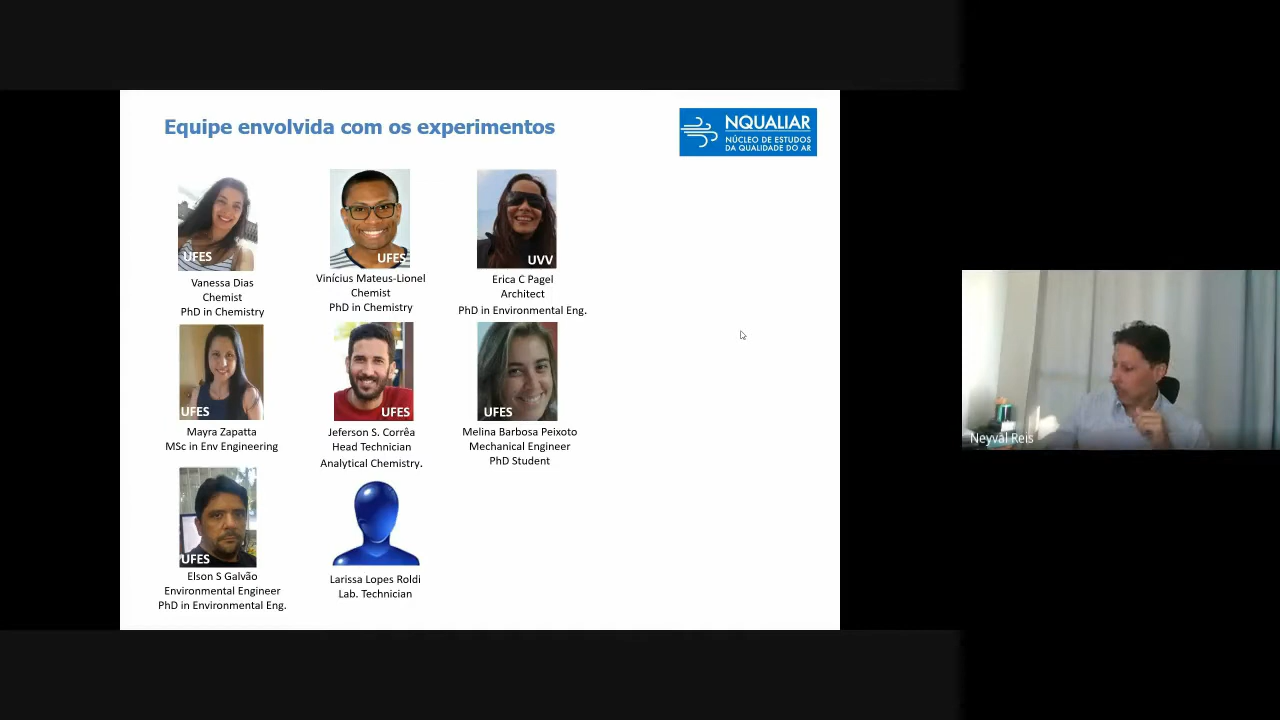 Equipe envolvida com os experimentos
NQUALIAR
NÚCLEO DE ESTUDOS
DA QUALIDADE DO AR
UFES
Vanessa Dias
Chemist
PhD in Chemistry
UFES
Vinícius Mateus-Lionel
Chemist
PhD in Chemistry
UVV
Erica C Pagel
Architect
PhD in Environmental Eng.
UFES
Mayra Zapatta
MSc in Env Engineering
UFES
Jeferson S. Corrêa
Head Technician
Analytical Chemistry.
UFES
Melina Barbosa Peixoto
Mechanical Engineer
PhD Student
UFES
Elson S Galvão
Environmental Engineer
PhD in Environmental Eng.
Larissa Lopes Roldi
Lab. Technician
Neyval Reis